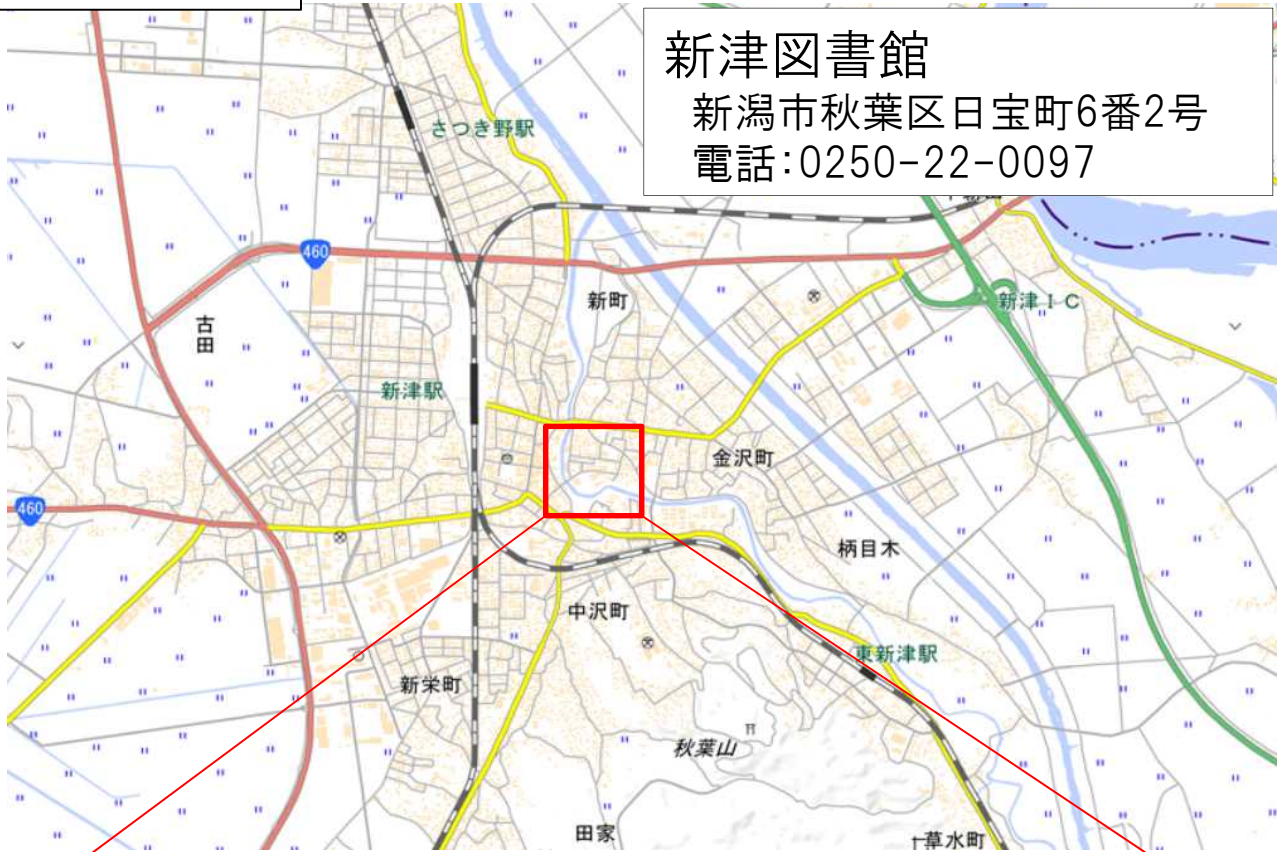 新津図書館
新潟市秋葉区日宝町6番2号
電話:0250-22-0097
さつき野駅
460
新町
新津IC
古田
新津駅
金沢町
460
柄目木
中沢町
東新津駅
新栄町
秋葉山
田家
草水町